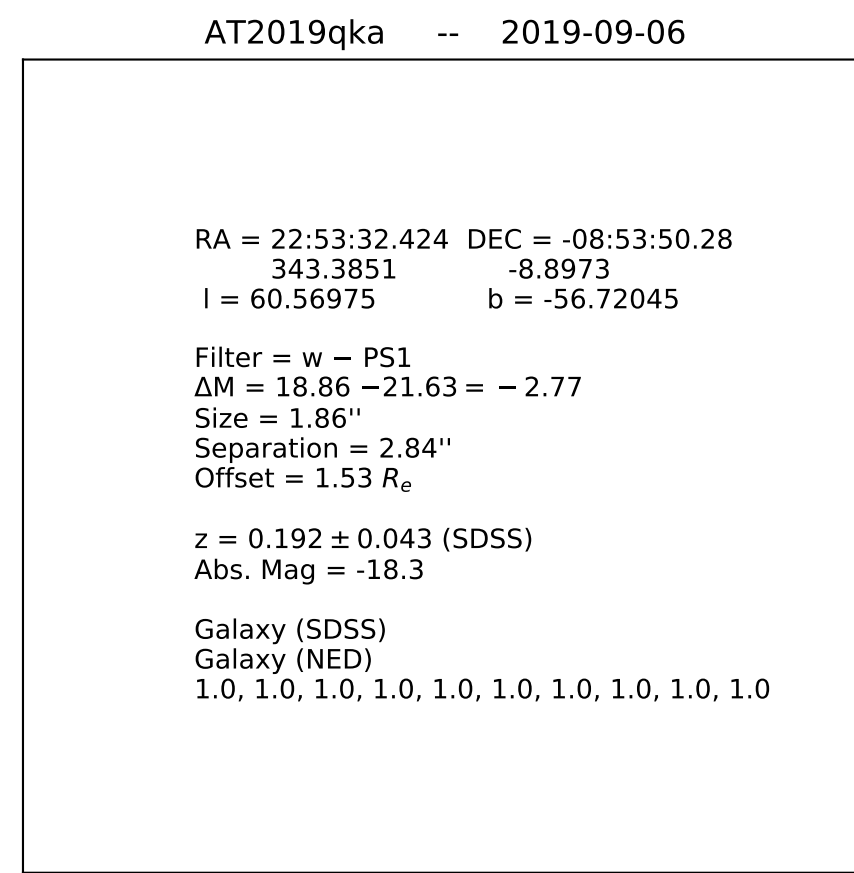 AT2019qka -- 2019-09-06
RA = 22:53:32.424 DEC = -08:53:50.28
343.3851 -8.8973
l = 60.56975 b = -56.72045
Filter = w − PS1
ΔM = 18.86 −21.63 = − 2.77
Size = 1.86''
Separation = 2.84''
Offset = 1.53 Rₑ
z = 0.192 ± 0.043 (SDSS)
Abs. Mag = -18.3
Galaxy (SDSS)
Galaxy (NED)
1.0, 1.0, 1.0, 1.0, 1.0, 1.0, 1.0, 1.0, 1.0, 1.0